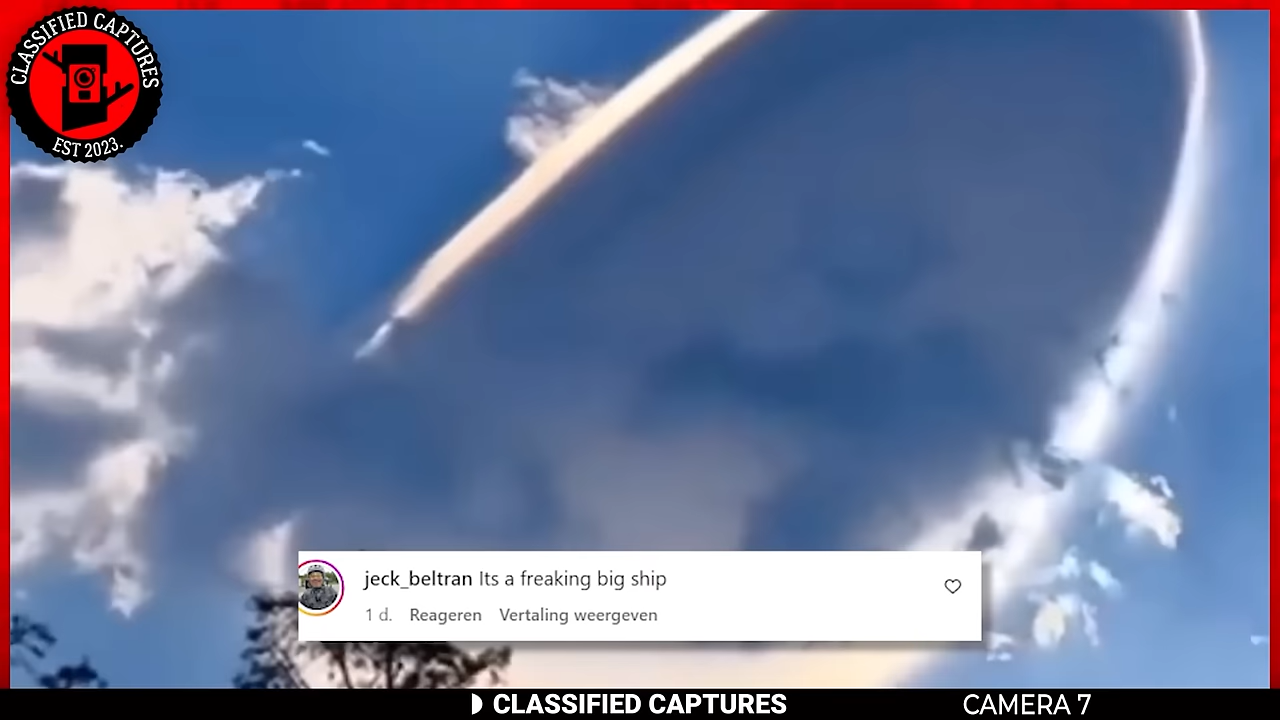 CLASSIFIED CAPTURES
EST 2023.
jeck_beltran Its a freaking big ship
1 d. Reageren Vertaling weergeven
CLASSIFIED CAPTURES
CAMERA 7